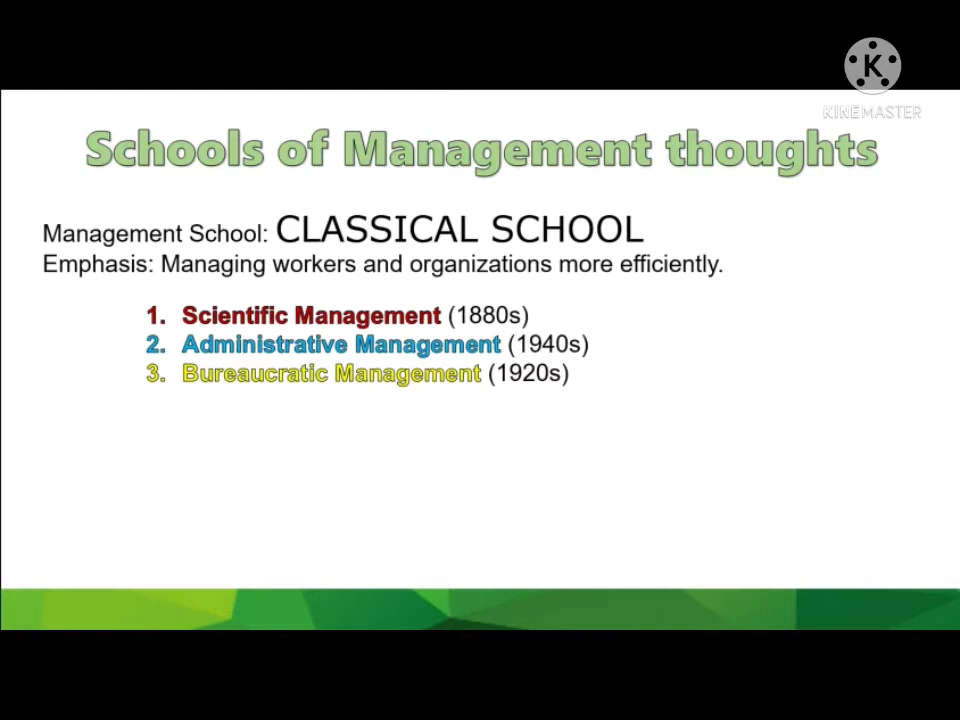 K
KINEMASTER
Schools of Management thoughts
Management School: CLASSICAL SCHOOL
Emphasis: Managing workers and organizations more efficiently.
1. Scientific Management (1880s)
2. Administrative Management (1940s)
3. Bureaucratic Management (1920s)